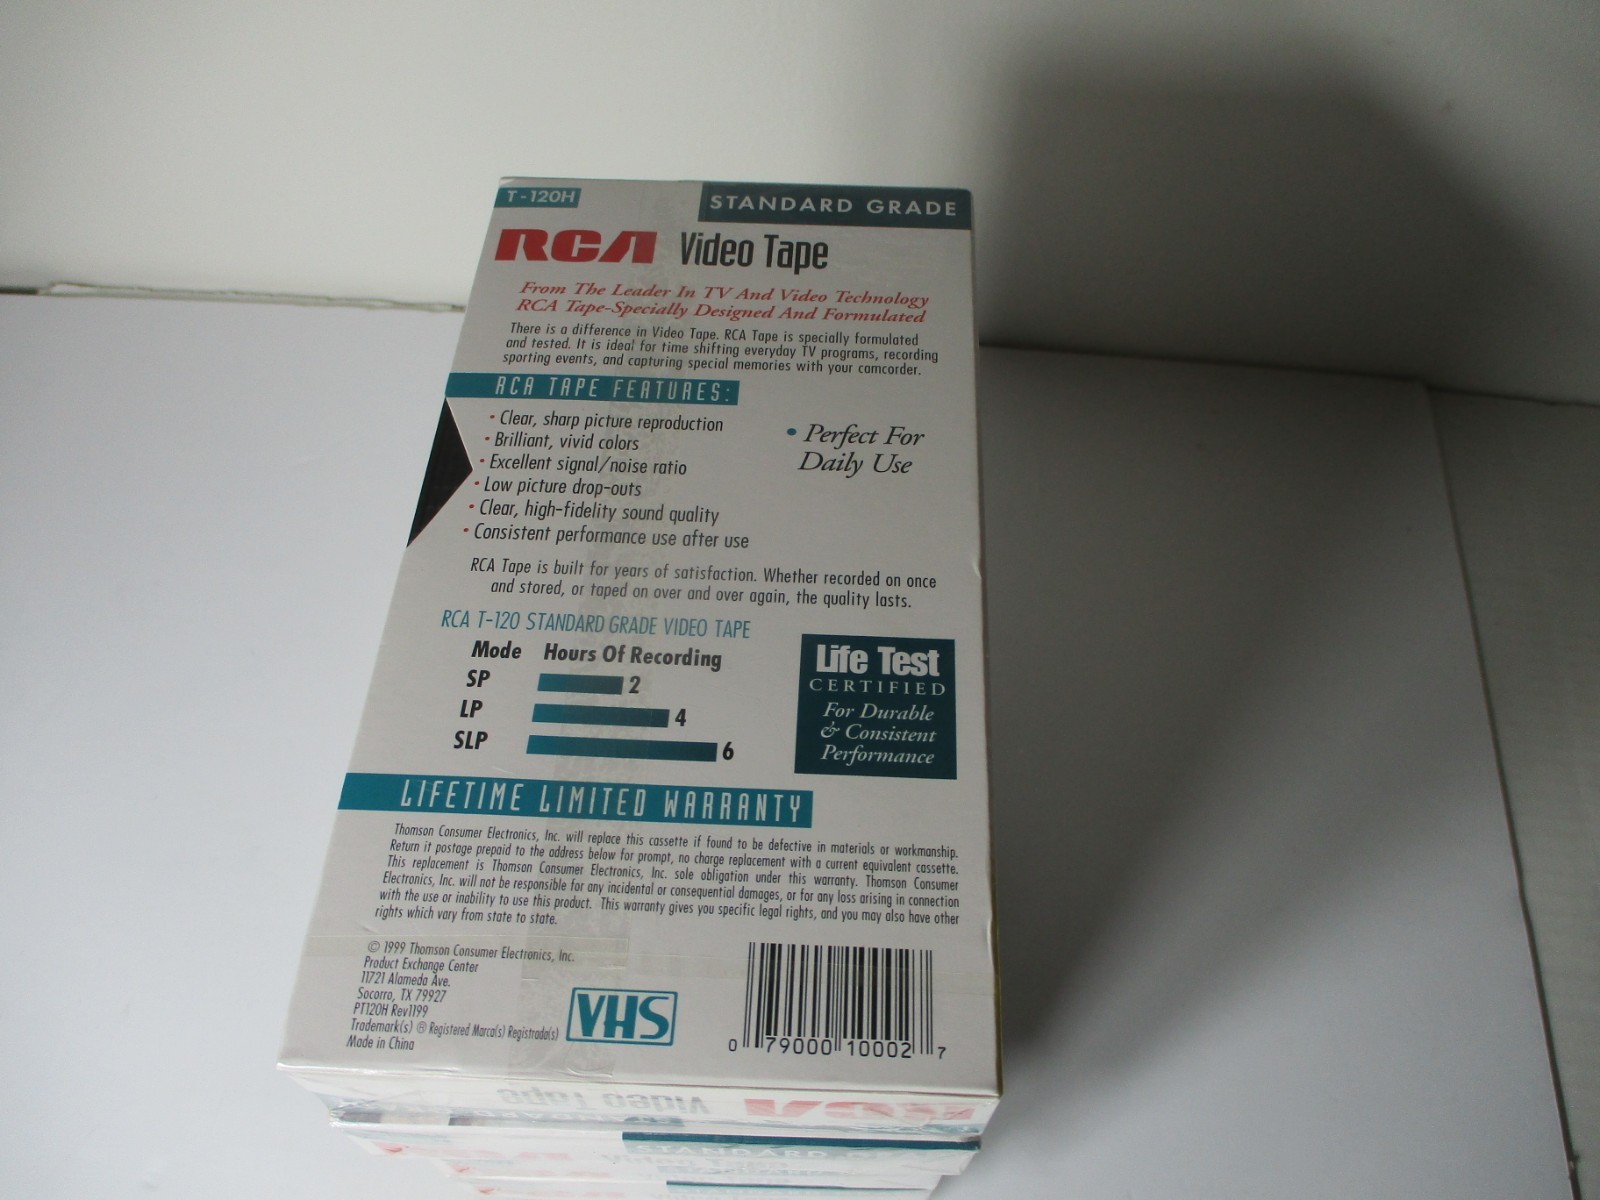 T-120H
STANDARD GRADE
RCA Video Tape
From The Leader In TV And Video Technology
RCA Tape-Specially Designed And Formulated
There is a difference in Video Tape. RCA Tape is specially formulated
and tested. It is ideal for time shifting everyday TV programs, recording
sporting events, and capturing special memories with your camcorder.
RCA TAPE FEATURES:
• Clear, sharp picture reproduction
• Brilliant, vivid colors
• Excellent signal/noise ratio
• Low picture drop-outs
• Clear, high-fidelity sound quality
• Consistent performance use after use
• Perfect For
Daily Use
RCA Tape is built for years of satisfaction. Whether recorded on once
and stored, or taped on over and over again, the quality lasts.
RCA T-120 STANDARD GRADE VIDEO TAPE
Mode Hours Of Recording
SP 2
LP 4
SLP 6
Life Test
CERTIFIED
For Durable
& Consistent
Performance
LIFETIME LIMITED WARRANTY
Thomson Consumer Electronics, Inc. will replace this cassette if found to be defective in materials or workmanship.
Return it postage prepaid to the address below for prompt, no charge replacement with a current equivalent cassette.
This replacement is Thomson Consumer Electronics, Inc. sole obligation under this warranty. Thomson Consumer
Electronics, Inc. will not be responsible for any incidental or consequential damages, or for any loss arising in connection
with the use or inability to use this product. This warranty gives you specific legal rights, and you may also have other
rights which vary from state to state.
© 1999 Thomson Consumer Electronics, Inc.
Product Exchange Center
11721 Alameda Ave.
Socorro, TX 79927
PT120H Rev1199
Trademark(s) ® Registered Marca(s) Registrada(s)
Made in China
VHS
0 79000 10002 7
RCA Video Tape
STANDARD
RCA Video Tape